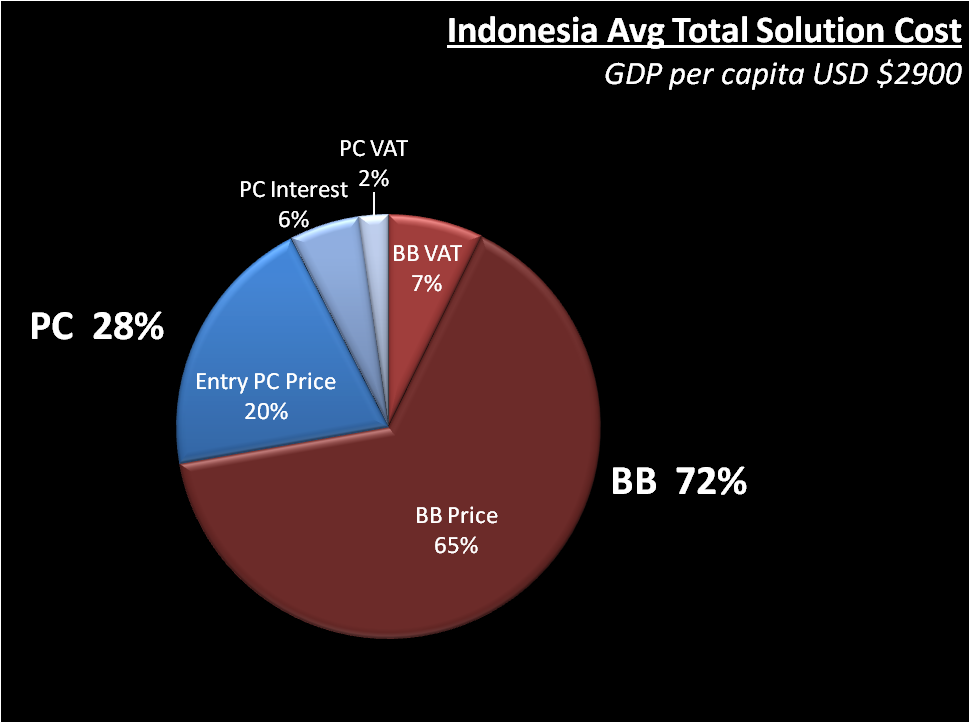 Indonesia Avg Total Solution Cost
GDP per capita USD $2900
PC VAT
2%
PC Interest
6%
BB VAT
7%
PC 28%
Entry PC Price
20%
BB 72%
BB Price
65%